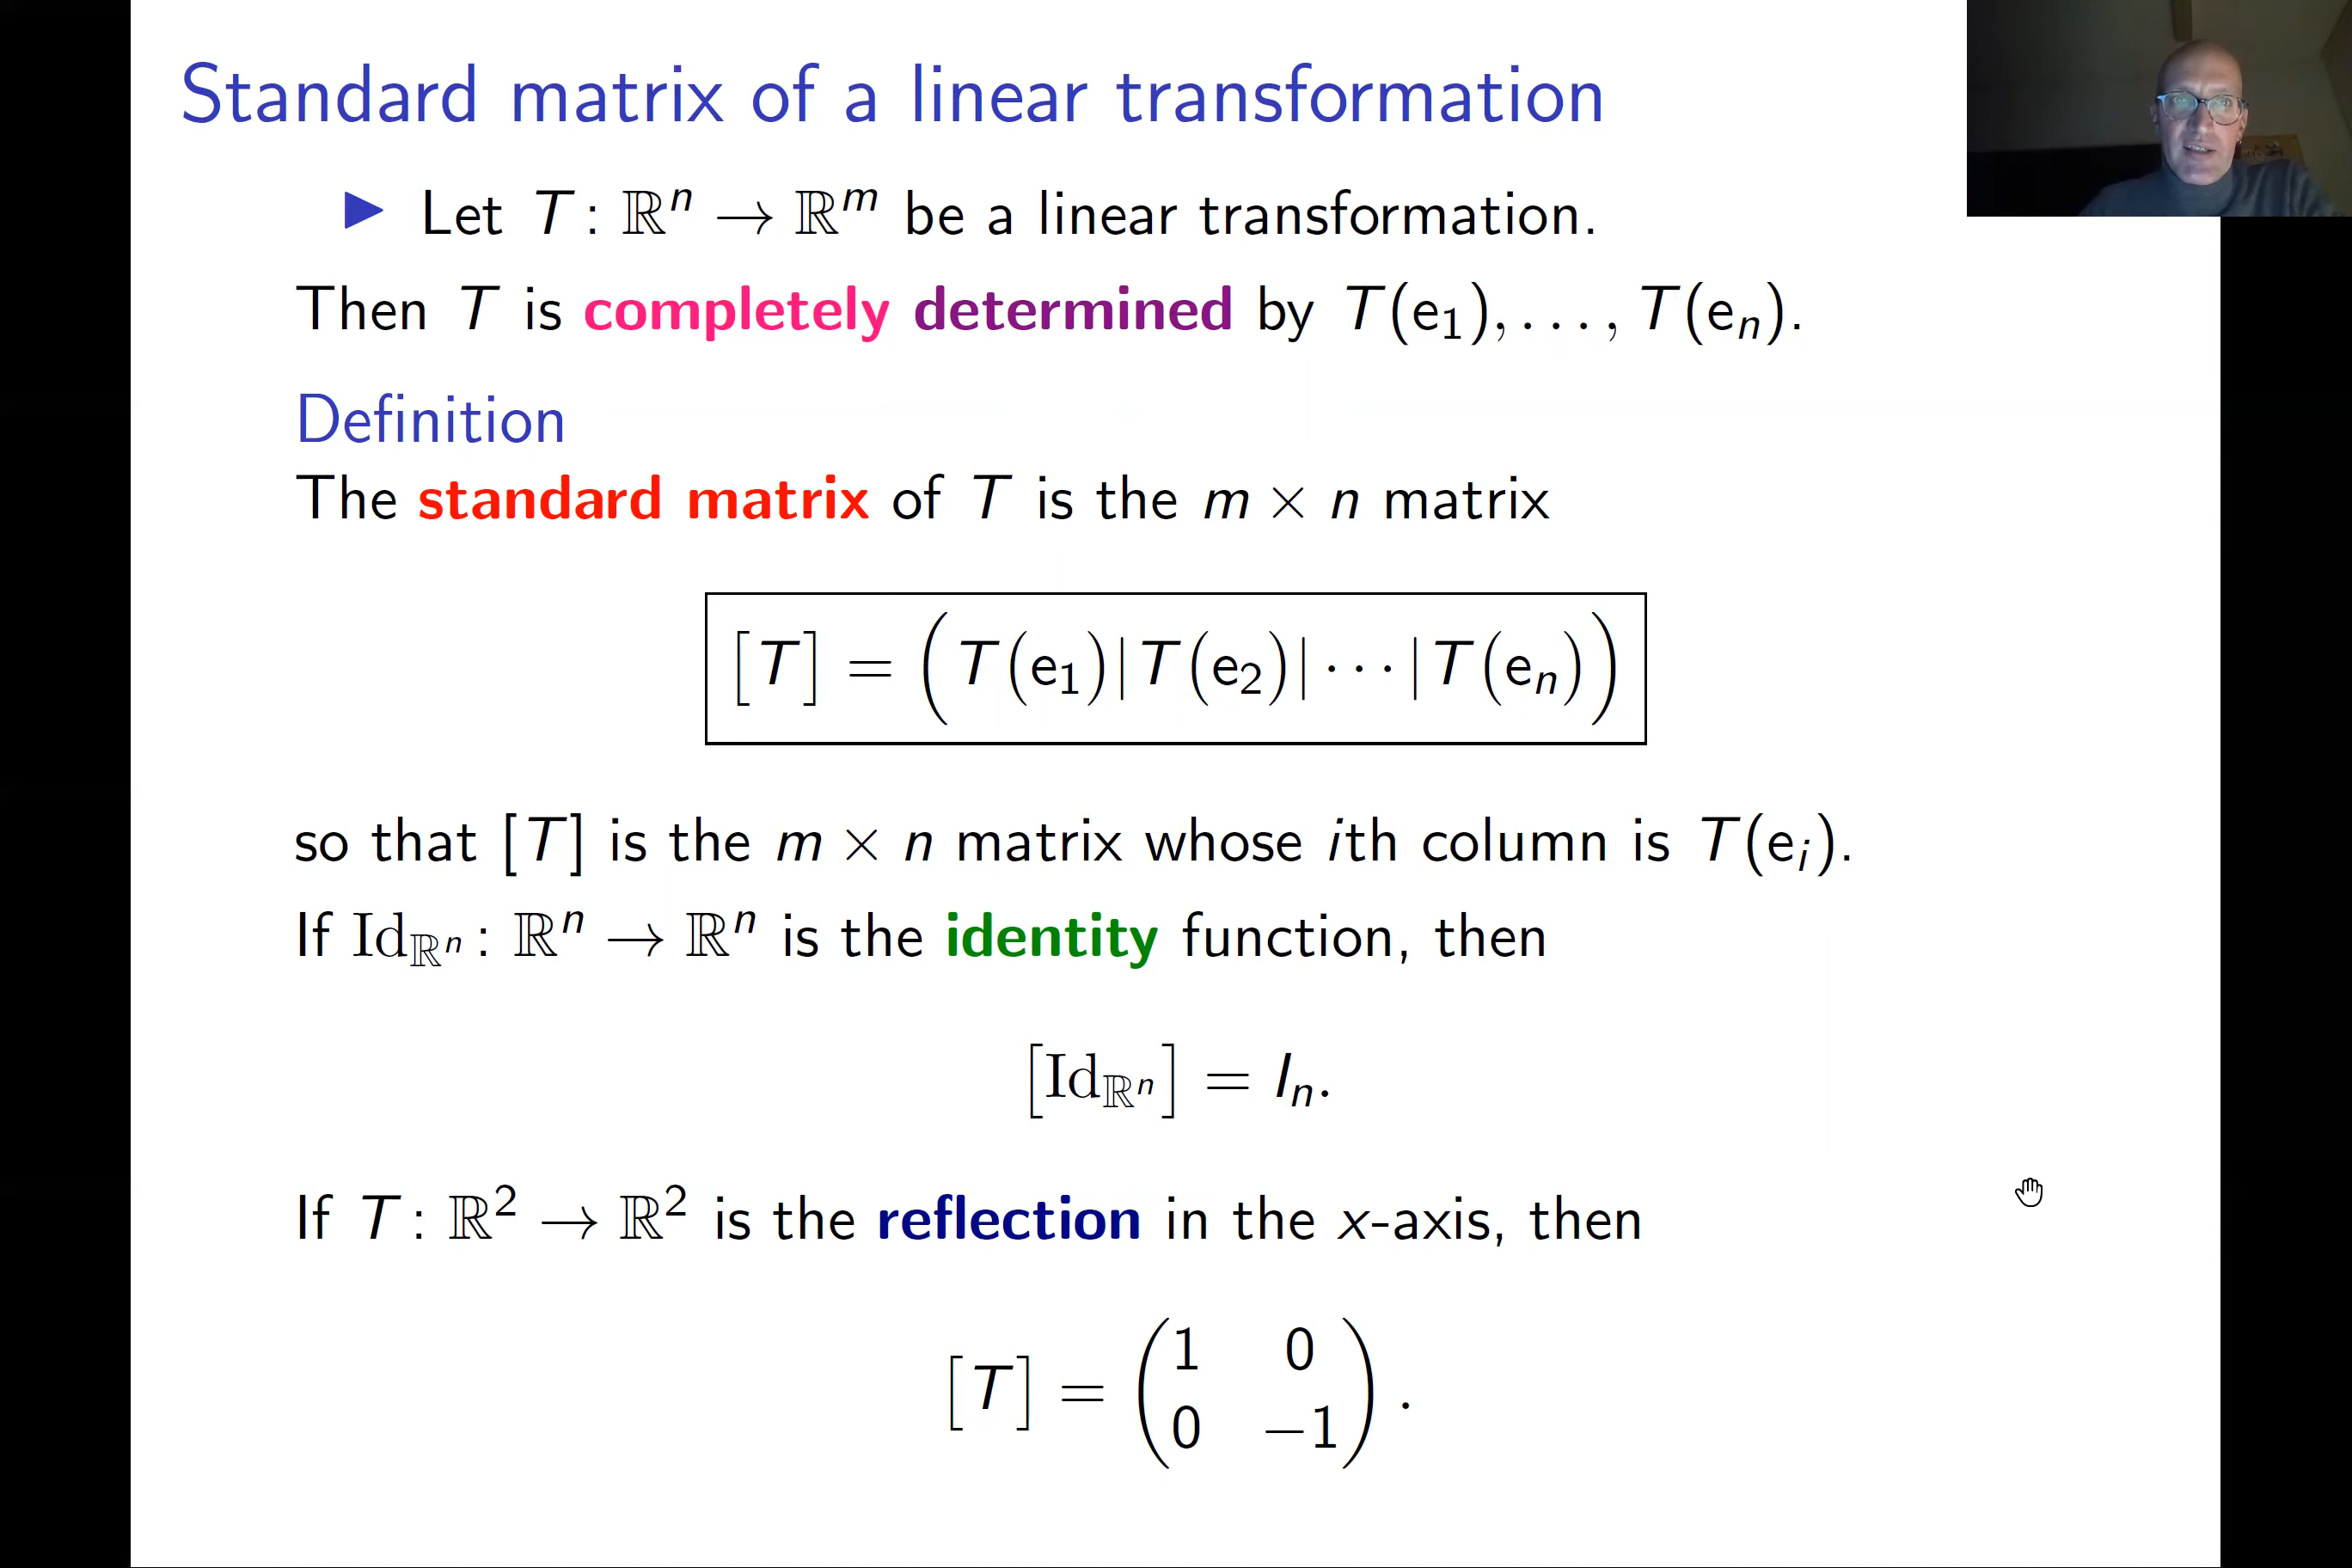 Standard matrix of a linear transformation
▶ Let T : ℝⁿ → ℝᵐ be a linear transformation.
Then T is completely determined by T(e₁), . . . , T(eₙ).
Definition
The standard matrix of T is the m × n matrix
[T] = (T(e₁)|T(e₂)| · · · |T(eₙ))
so that [T] is the m × n matrix whose ith column is T(eᵢ).
If Id_ℝⁿ : ℝⁿ → ℝⁿ is the identity function, then
[Id_ℝⁿ] = Iₙ.
If T : ℝ² → ℝ² is the reflection in the x-axis, then
[T] = (1 0
0 −1).